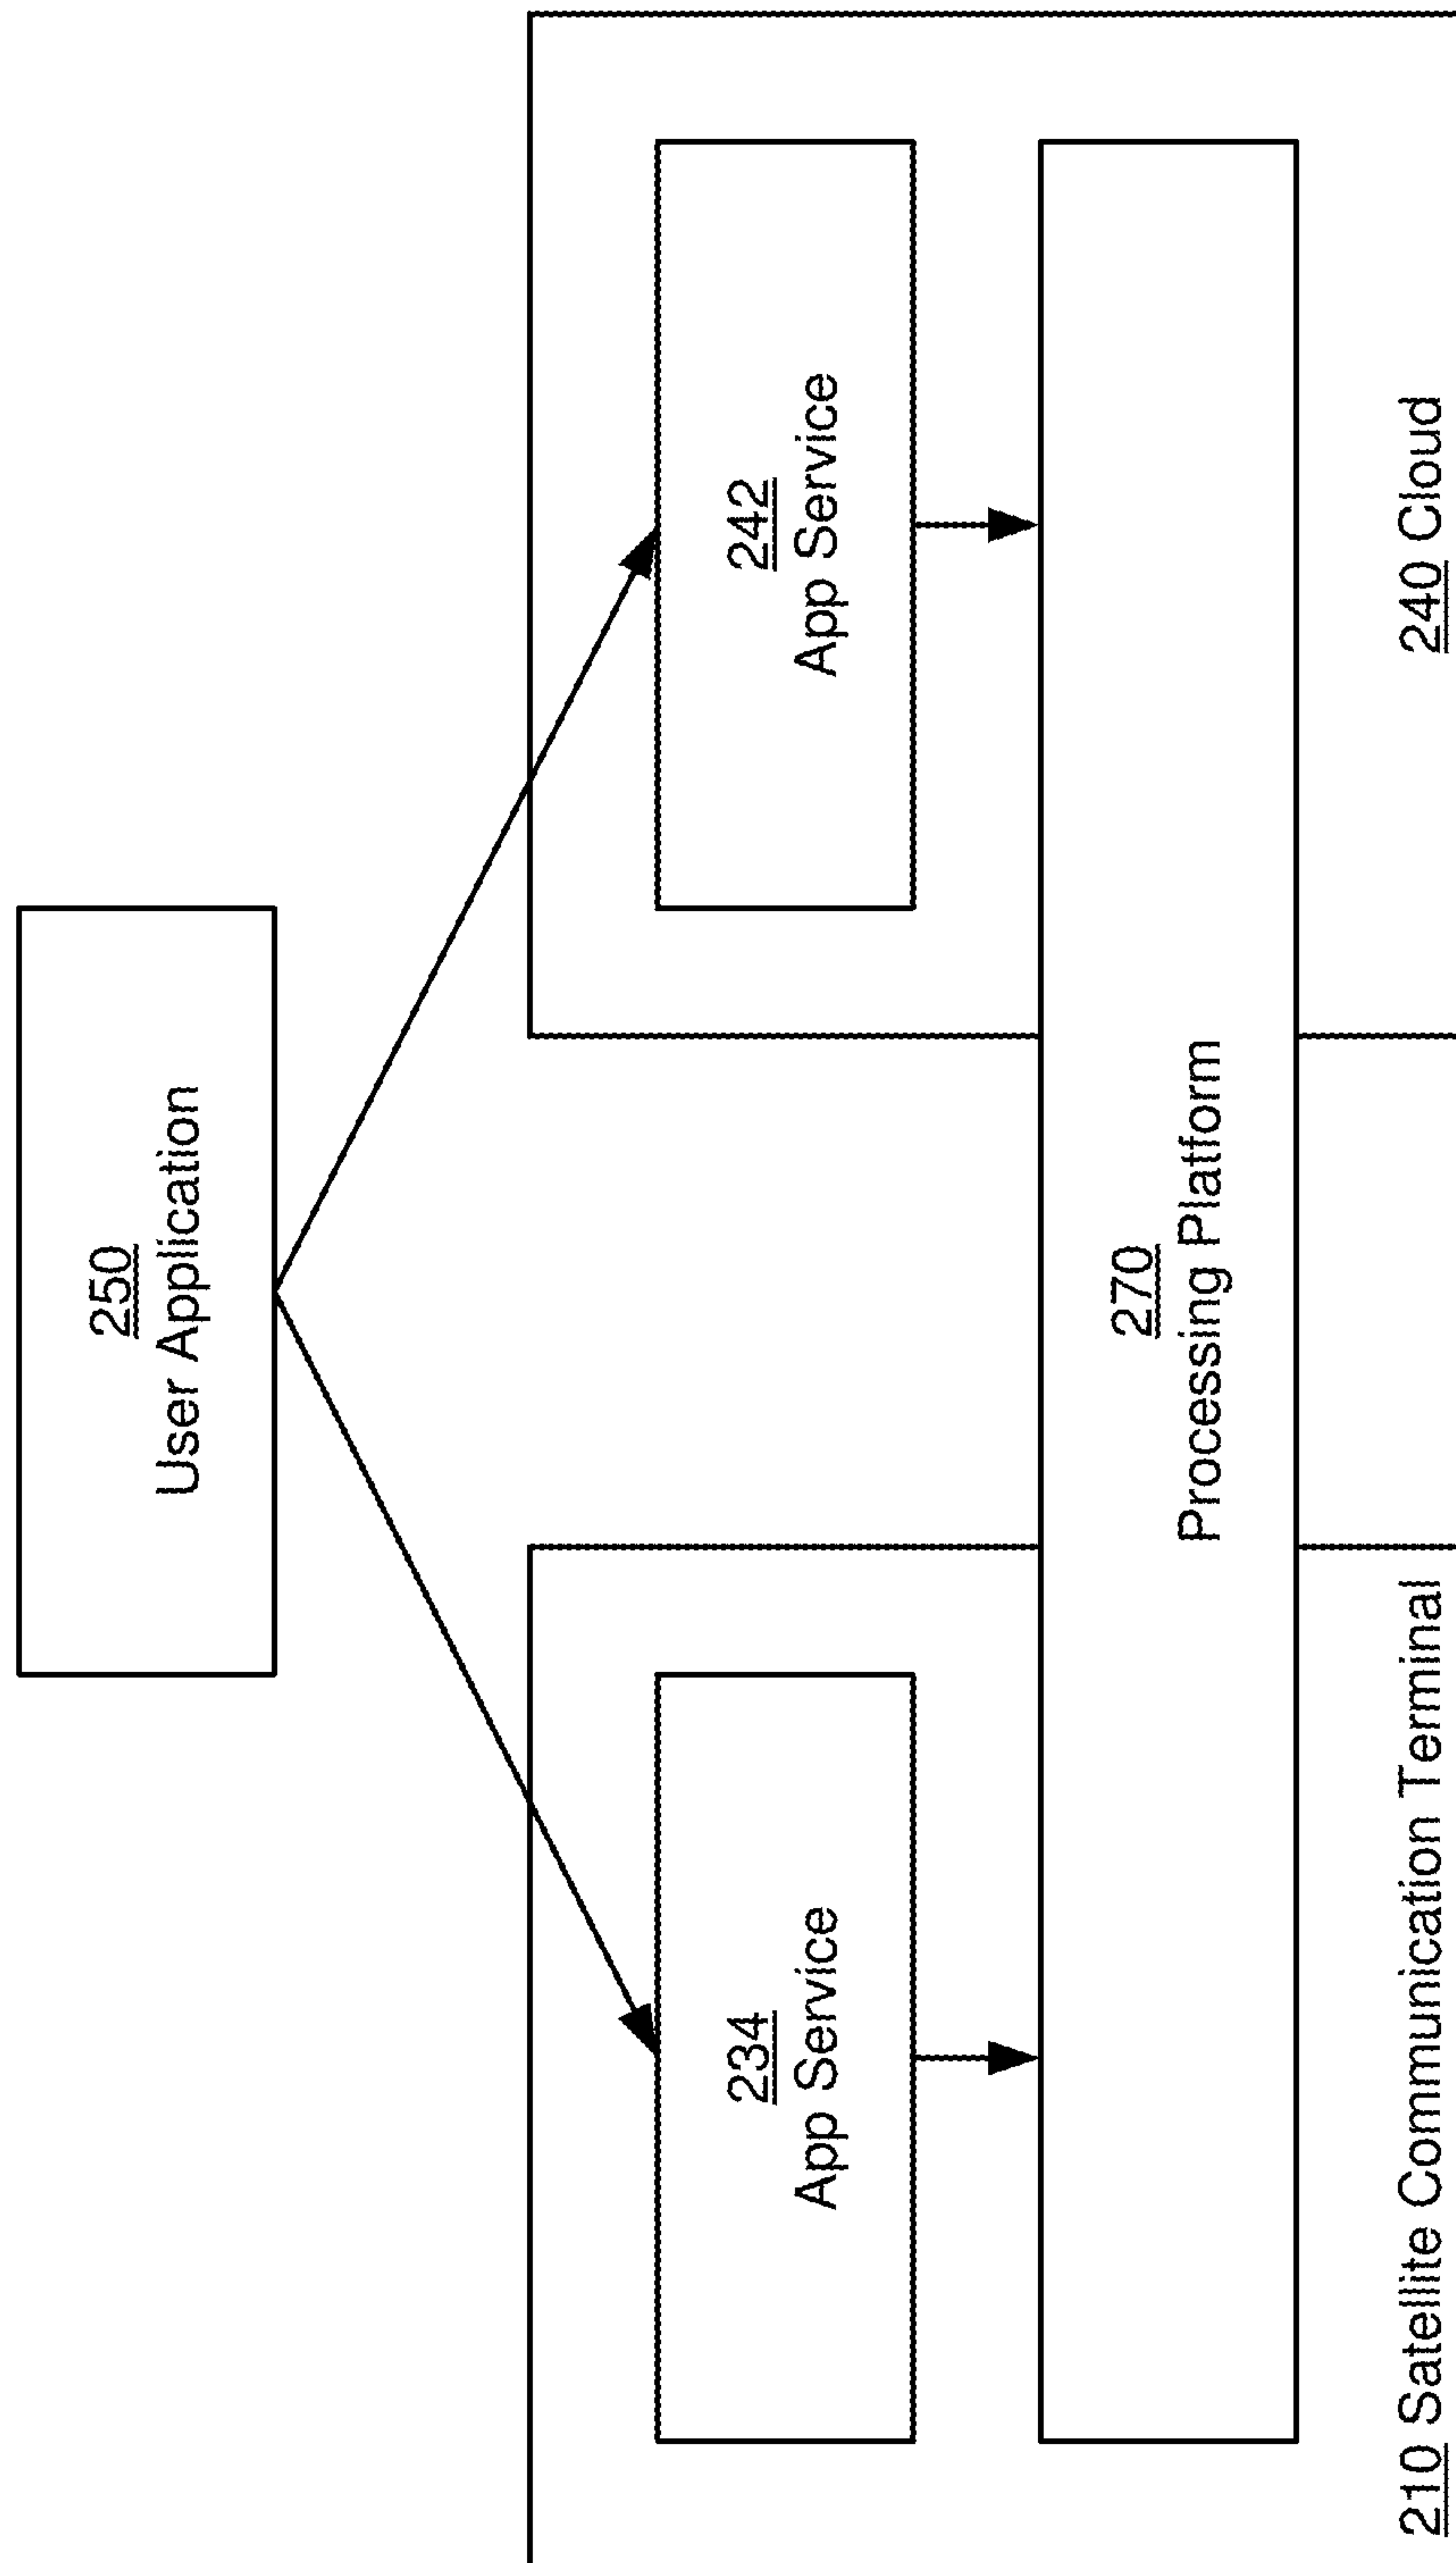 250
User Application
234
App Service
242
App Service
270
Processing Platform
210 Satellite Communication Terminal
240 Cloud